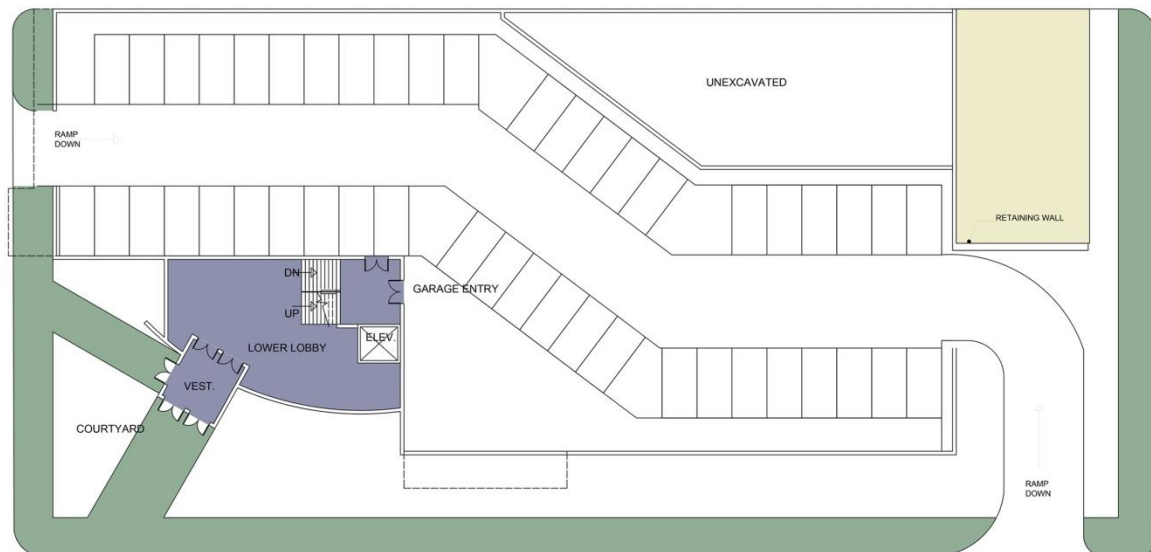 UNEXCAVATED
RAMP
DOWN
RETAINING WALL
DN
GARAGE ENTRY
UP
ELEV.
LOWER LOBBY
VEST.
COURTYARD
RAMP
DOWN